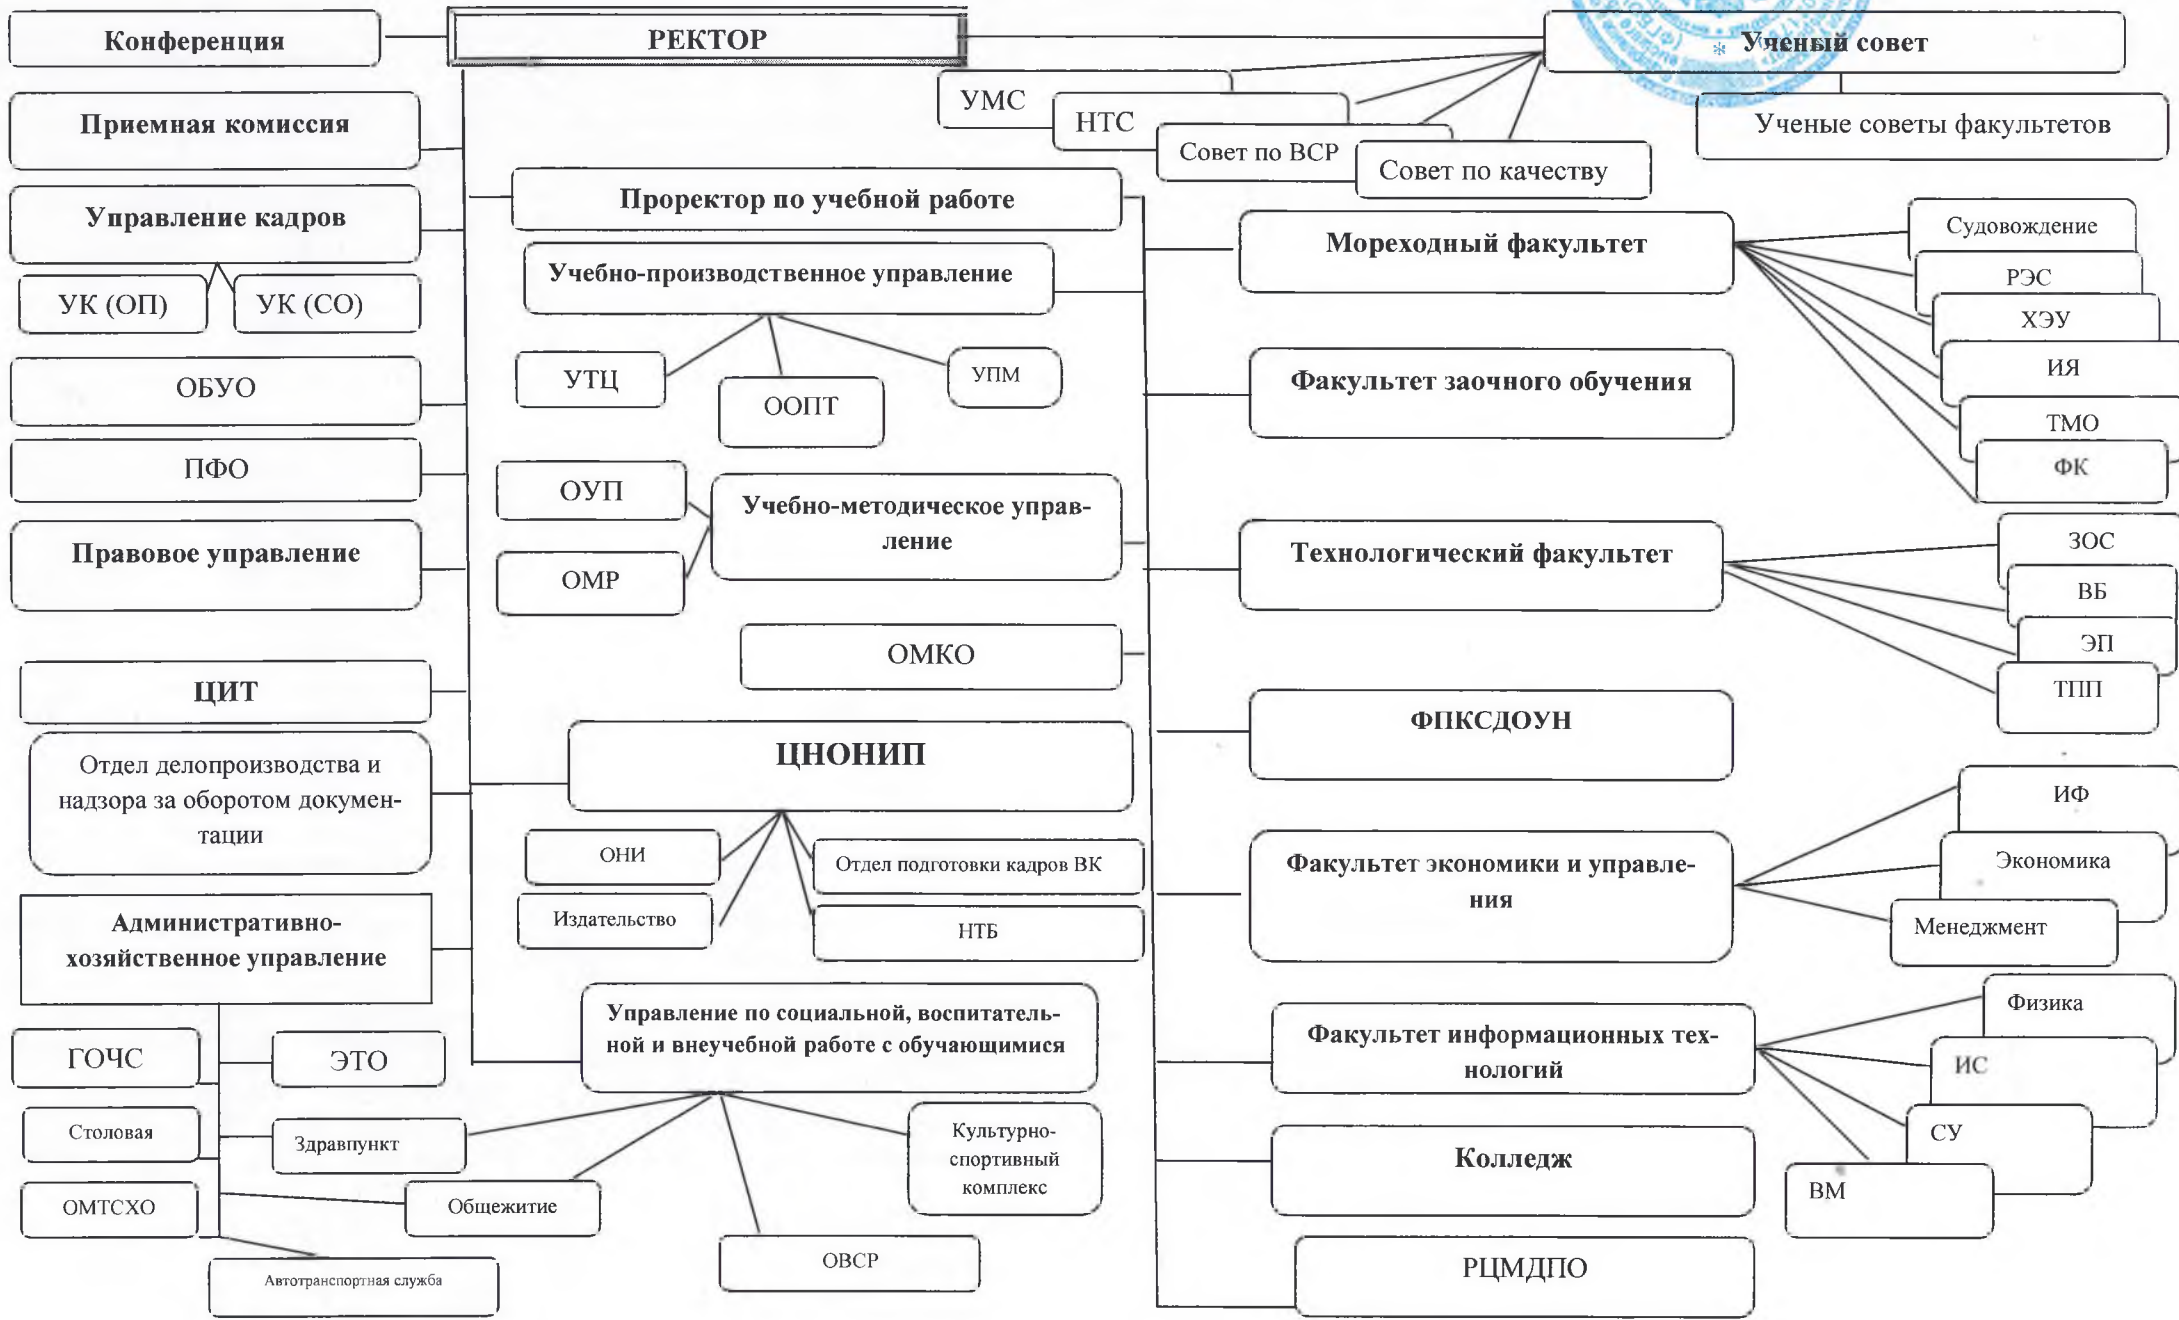 Конференция
РЕКТОР
Ученый совет
УМС
НТС
Совет по ВСР
Совет по качеству
Ученые советы факультетов
Приемная комиссия
Управление кадров
УК (ОП)
УК (СО)
ОБУО
ПФО
Правовое управление
ЦИТ
Отдел делопроизводства и
надзора за оборотом докумен-
тации
Административно-
хозяйственное управление
ГОЧС
ЭТО
Столовая
Здравпункт
ОМТСХО
Общежитие
Автотранспортная служба
Проректор по учебной работе
Учебно-производственное управление
УТЦ
ООПТ
УПМ
ОУП
Учебно-методическое управ-
ление
ОМР
ОМКО
ЦНОНИП
ОНИ
Отдел подготовки кадров ВК
Издательство
НТБ
Управление по социальной, воспитатель-
ной и внеучебной работе с обучающимися
Культурно-
спортивный
комплекс
ОВСР
Мореходный факультет
Судовождение
РЭС
ХЭУ
ИЯ
ТМО
ФК
Факультет заочного обучения
Технологический факультет
ЗОС
ВБ
ЭП
ТПП
ФПКСДОУН
Факультет экономики и управле-
ния
ИФ
Экономика
Менеджмент
Факультет информационных тех-
нологий
Физика
ИС
СУ
ВМ
Колледж
РЦМДПО